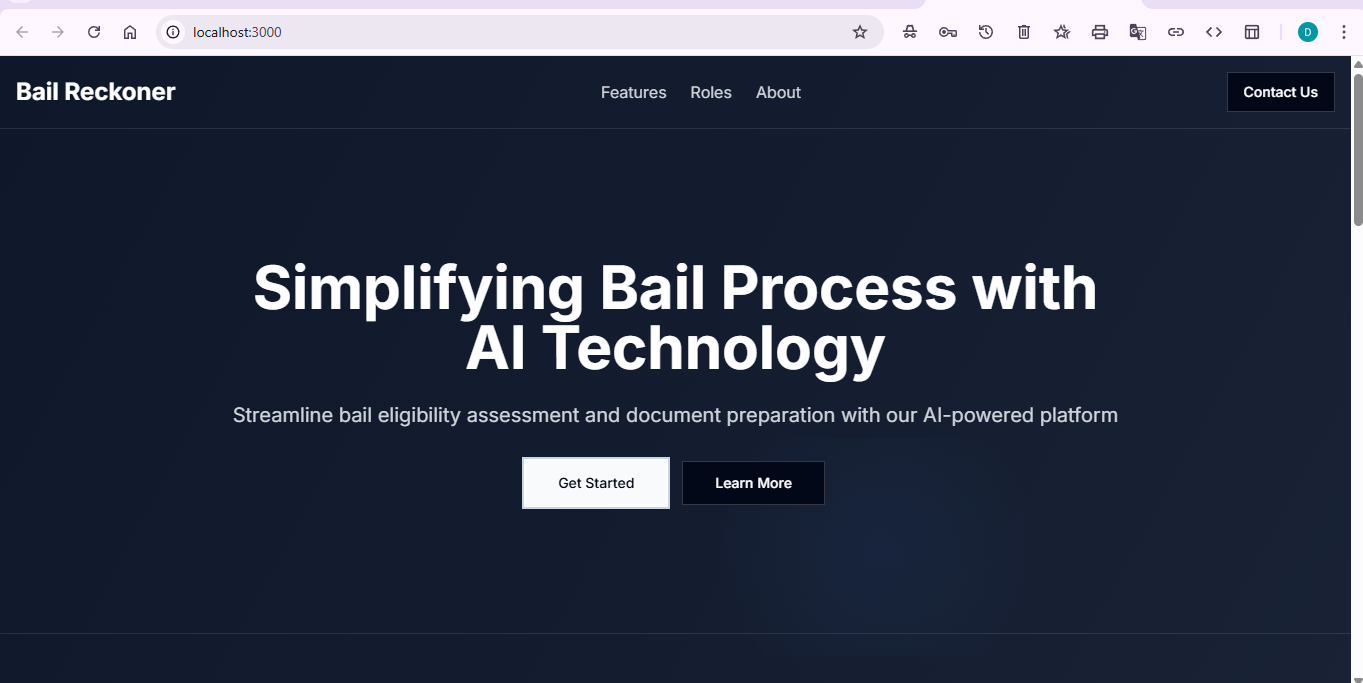 localhost:3000
D
Bail Reckoner
Features Roles About
Contact Us
Simplifying Bail Process with
AI Technology
Streamline bail eligibility assessment and document preparation with our AI-powered platform
Get Started
Learn More